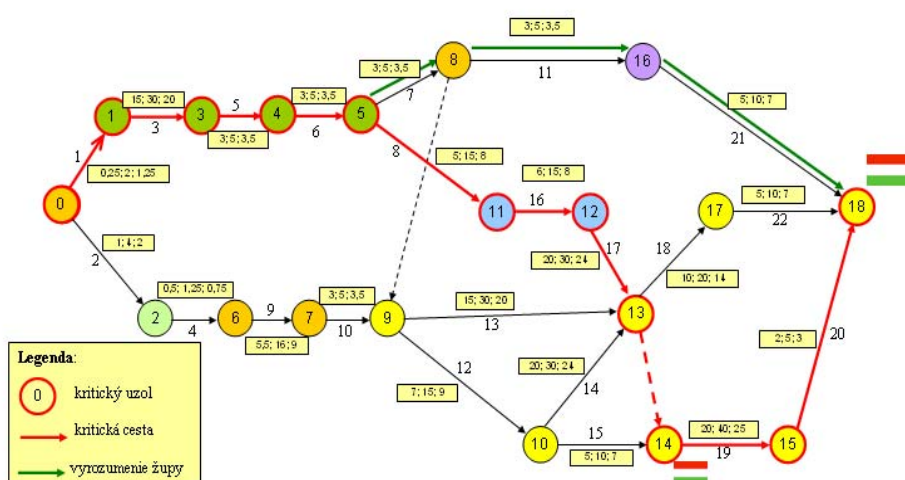 3; 5; 3,5
3; 5; 3,5
8
16
11
7
15; 30; 20
5
3; 5; 3,5
1
3
4
5
3
3; 5; 3,5
6
5; 10; 7
21
8
5; 15; 8
1
0,25; 2; 1,25
6; 15; 8
5; 10; 7
0
11
16
12
17
22
18
2
1; 4; 2
20; 30; 24
17
18
10; 20; 14
0,5; 1,25; 0,75
3; 5; 3,5
15; 30; 20
2
4
6
9
7
10
9
13
13
2; 5; 3
20
5,5; 16; 9
Legenda:
0 kritický uzol
kritická cesta
vyrozumenie župy
12
7; 15; 9
20; 30; 24
14
10
15
5; 10; 7
14
20; 40; 25
19
15